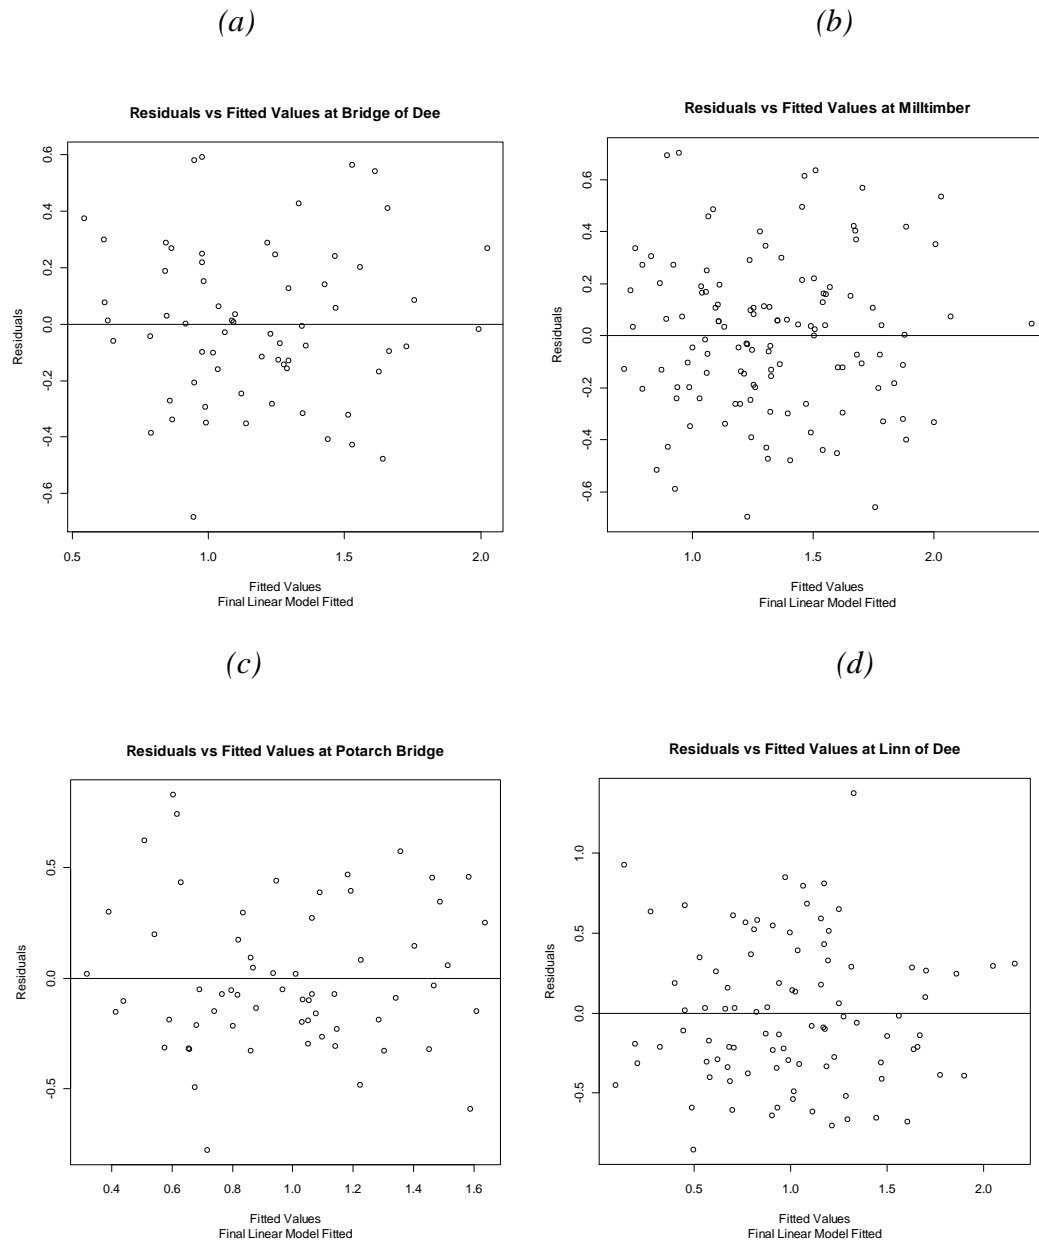 (a)
(b)
Residuals vs Fitted Values at Bridge of Dee
Residuals vs Fitted Values at Milltimber
Residuals
0.6
0.4
0.2
0.0
-0.2
-0.4
-0.6
0.5 1.0 1.5 2.0
Fitted Values
Final Linear Model Fitted
Residuals
0.6
0.4
0.2
0.0
-0.2
-0.4
-0.6
1.0 1.5 2.0
Fitted Values
Final Linear Model Fitted
(c)
(d)
Residuals vs Fitted Values at Potarch Bridge
Residuals vs Fitted Values at Linn of Dee
Residuals
0.5
0.0
-0.5
0.4 0.6 0.8 1.0 1.2 1.4 1.6
Fitted Values
Final Linear Model Fitted
Residuals
1.0
0.5
0.0
-0.5
0.5 1.0 1.5 2.0
Fitted Values
Final Linear Model Fitted